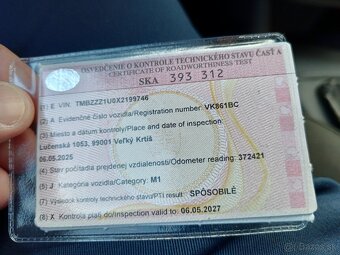 OSVEDČENIE O KONTROLE TECHNICKÉHO STAVU ČASŤ A
CERTIFICATE OF ROADWORTHINESS TEST
SKA 393 312
(1) E VIN: TMBZZZ1U0X2199746
(2) A Evidenčné číslo vozidla/Registration number: VK861BC
(3) Miesto a dátum kontroly/Place and date of inspection:
Lučenská 1053, 99001 Veľký Krtíš
06.05.2025
(4) Stav počítadla prejdenej vzdialenosti/Odometer reading: 372421
(5) J Kategória vozidla/Category: M1
(7) Výsledok kontroly technického stavu/PTI result: SPÔSOBILÉ
(8) X Kontrola platí do/Inspection valid to: 06.05.2027